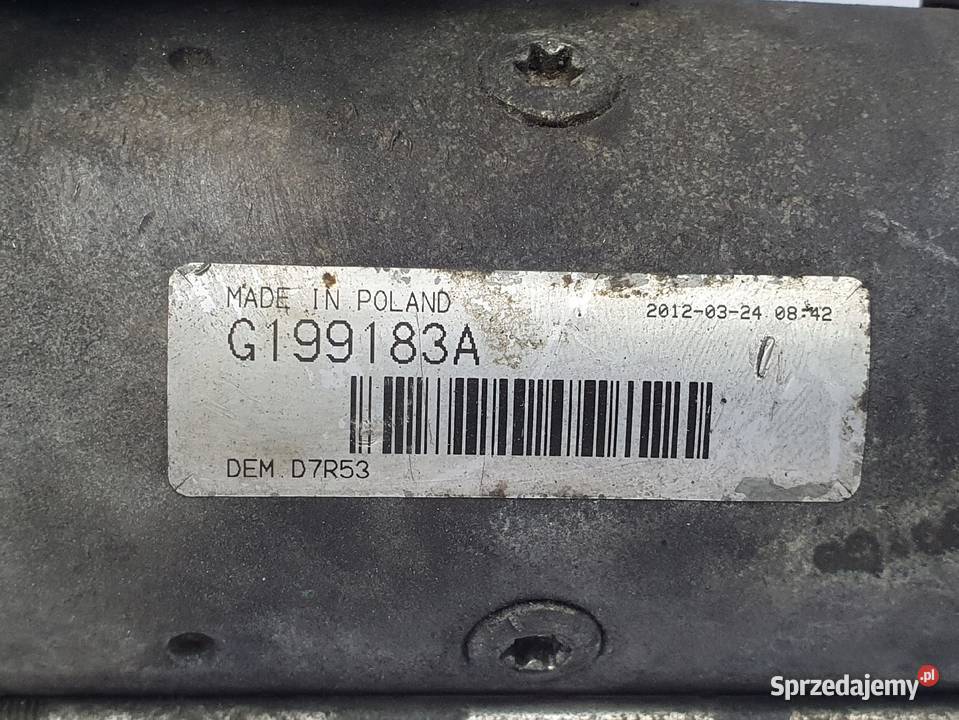 MADE IN POLAND
2012-03-24 08:42
G199183A
DEM D7R53
Sprzedajemy.pl